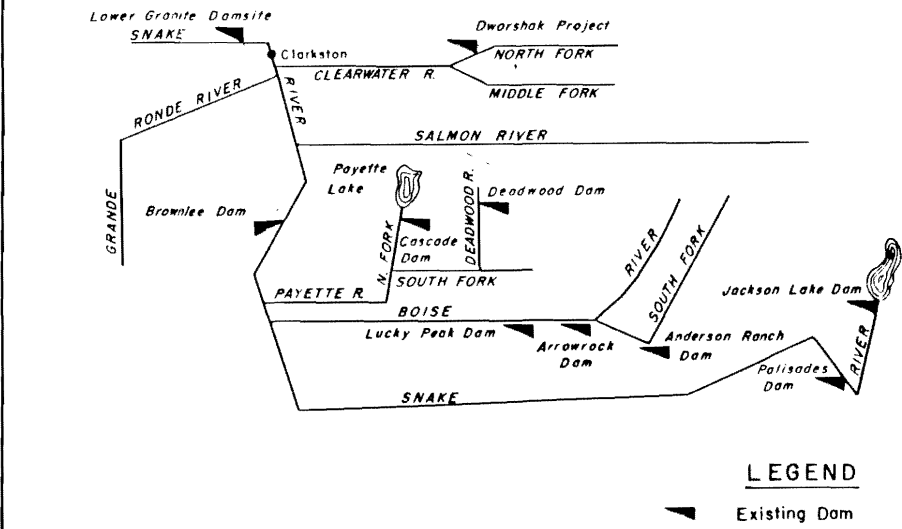 Lower Granite Damsite
SNAKE
Clarkston
Dworshak Project
NORTH FORK
CLEARWATER R.
MIDDLE FORK
RONDE RIVER
RIVER
SALMON RIVER
Payette
Lake
Deadwood Dam
DEADWOOD R.
GRANDE
Brownlee Dam
N. FORK
Cascade
Dam
SOUTH FORK
PAYETTE R.
RIVER
SOUTH FORK
BOISE
Jackson Lake Dam
Lucky Peak Dam
Arrowrock
Dam
Anderson Ranch
Dam
RIVER
Palisades
Dam
SNAKE
LEGEND
Existing Dam